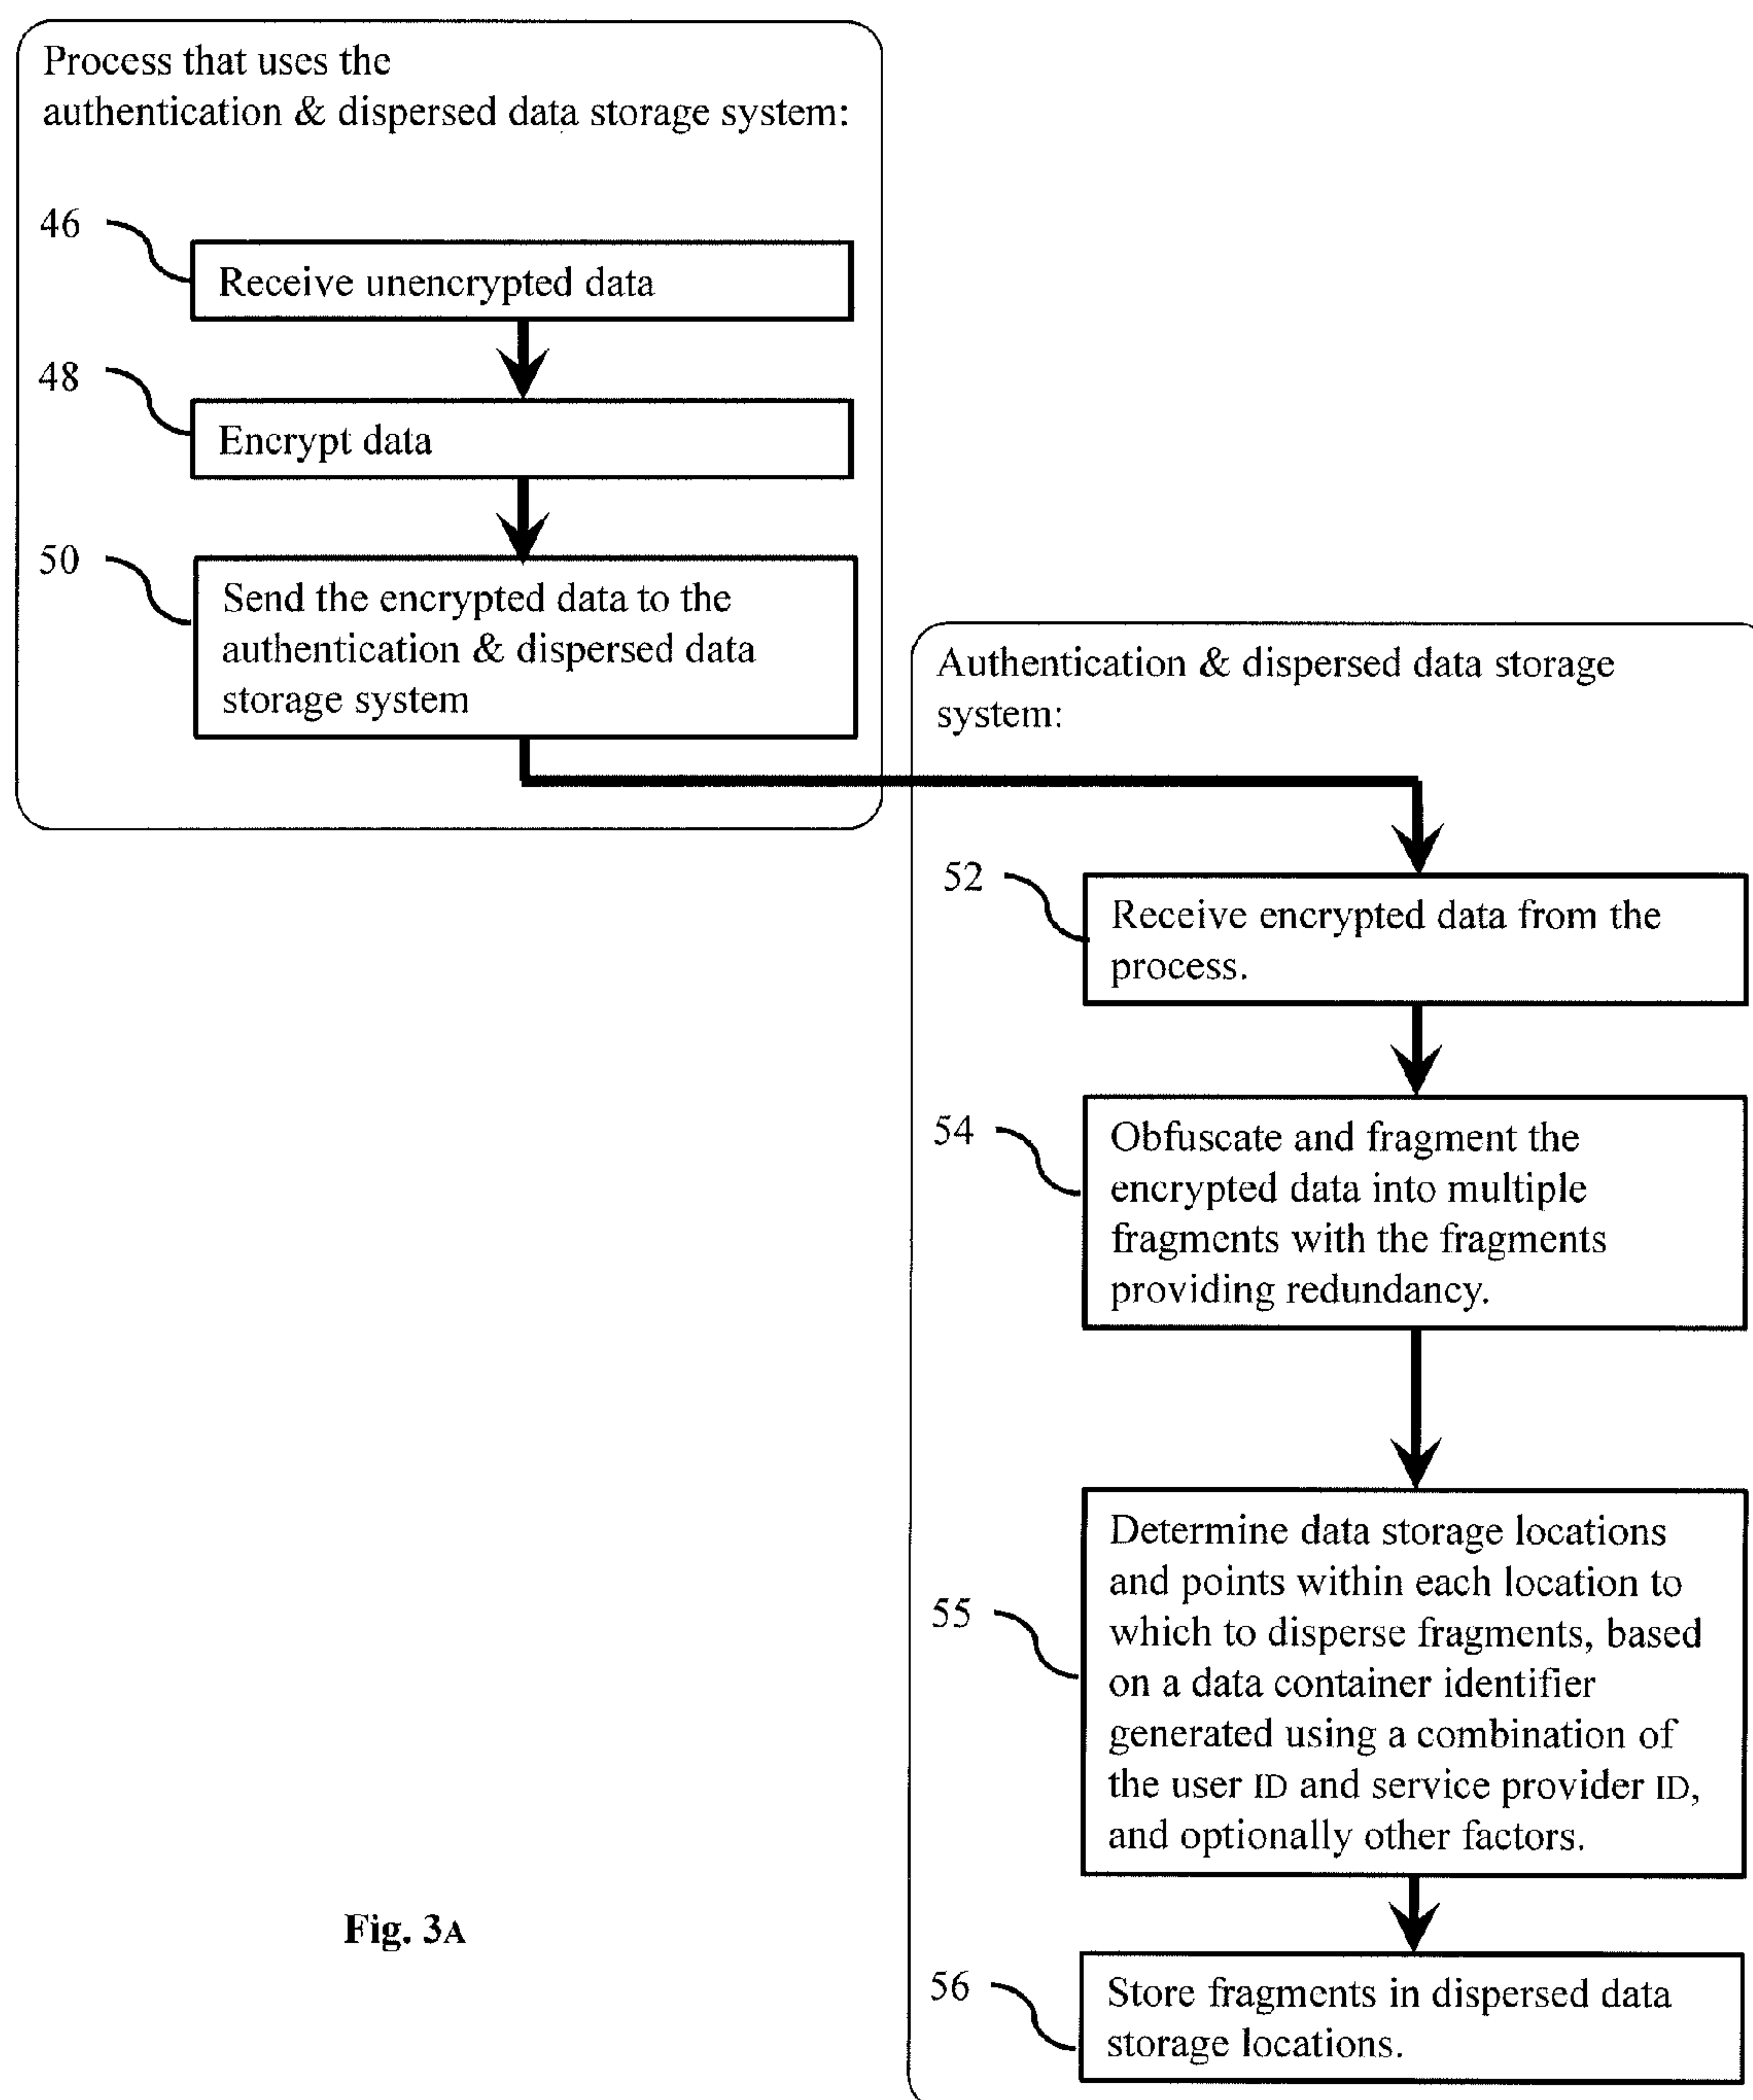 Process that uses the
authentication & dispersed data storage system:
46
Receive unencrypted data
48
Encrypt data
50
Send the encrypted data to the
authentication & dispersed data
storage system
Authentication & dispersed data storage
system:
52
Receive encrypted data from the
process.
54
Obfuscate and fragment the
encrypted data into multiple
fragments with the fragments
providing redundancy.
55
Determine data storage locations
and points within each location to
which to disperse fragments, based
on a data container identifier
generated using a combination of
the user ID and service provider ID,
and optionally other factors.
56
Store fragments in dispersed data
storage locations.
Fig. 3A